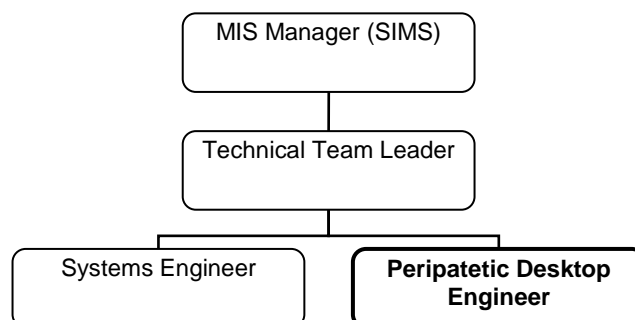 MIS Manager (SIMS)
Technical Team Leader
Systems Engineer
Peripatetic Desktop
Engineer